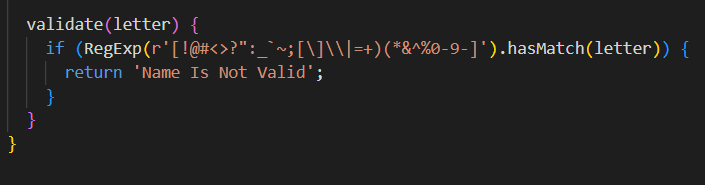 validate(letter) {
if (RegExp(r'[!@#<>?":_`~;[\]\\|=+)(*&^%0-9-]').hasMatch(letter)) {
return 'Name Is Not Valid';
}
}
}